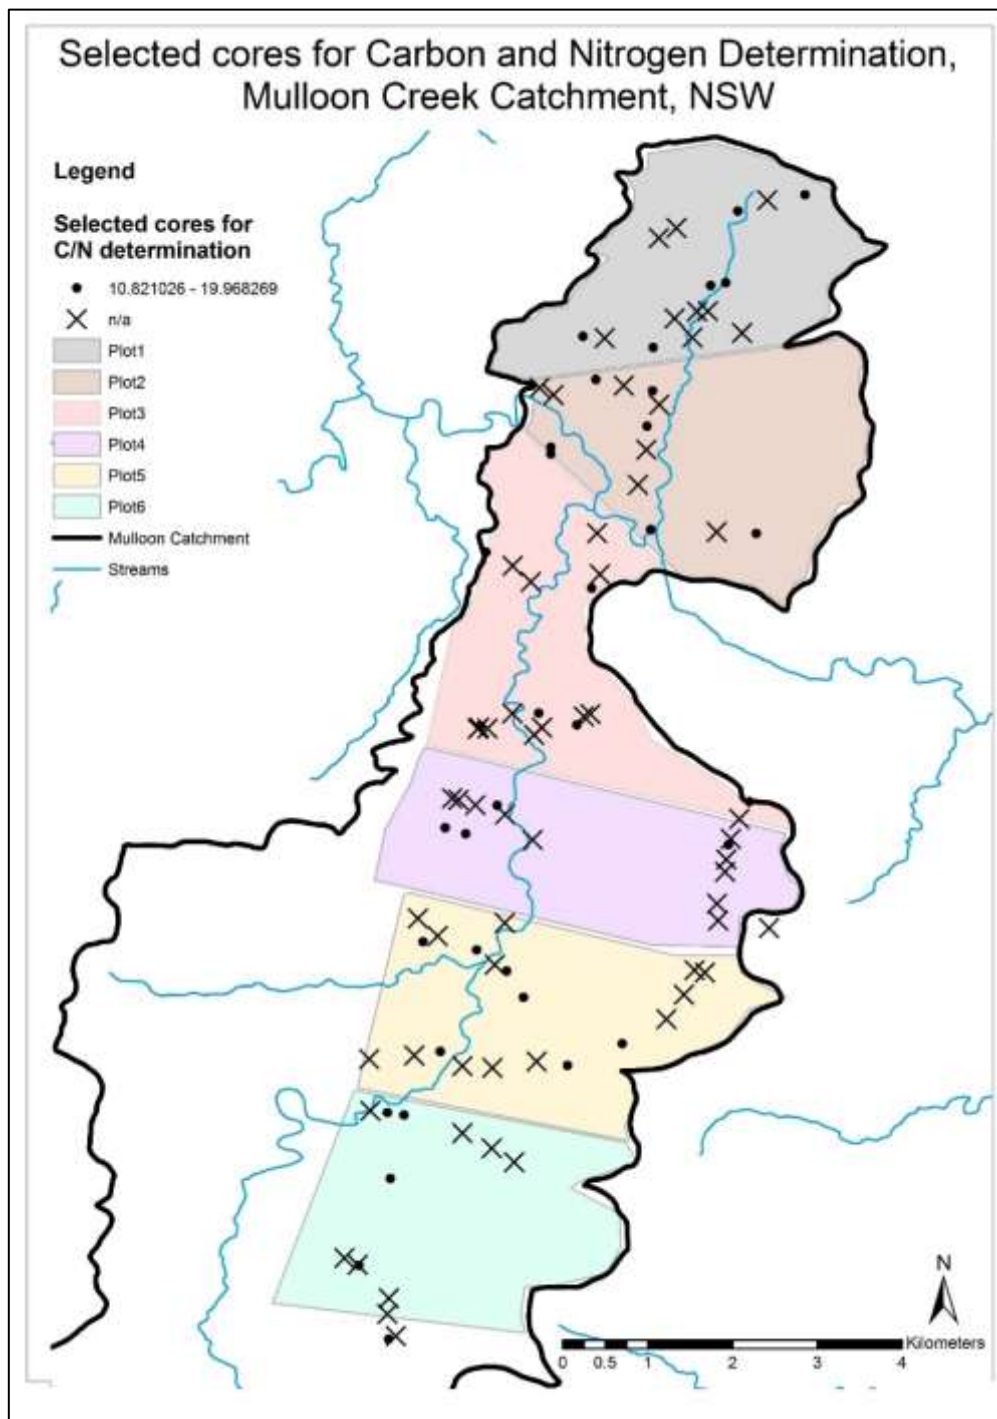 Selected cores for Carbon and Nitrogen Determination,
Mulloon Creek Catchment, NSW
Legend
Selected cores for
C/N determination
10.821026 - 19.968269
n/a
Plot1
Plot2
Plot3
Plot4
Plot5
Plot6
Mulloon Catchment
Streams
N
Kilometers
0 0.5 1 2 3 4